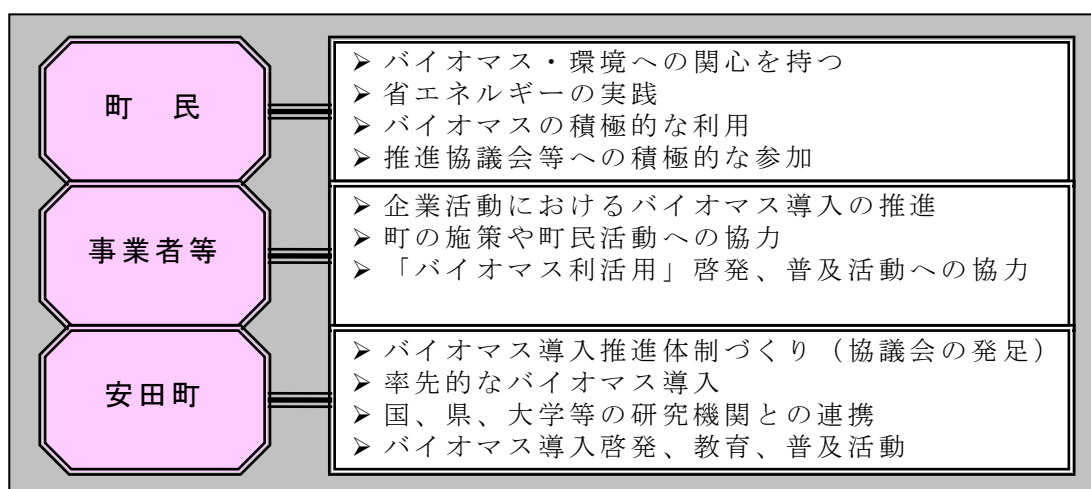 町　民
➢ バイオマス・環境への関心を持つ
➢ 省エネルギーの実践
➢ バイオマスの積極的な利用
➢ 推進協議会等への積極的な参加
事業者等
➢ 企業活動におけるバイオマス導入の推進
➢ 町の施策や町民活動への協力
➢ 「バイオマス利活用」啓発、普及活動への協力
安田町
➢ バイオマス導入推進体制づくり（協議会の発足）
➢ 率先的なバイオマス導入
➢ 国、県、大学等の研究機関との連携
➢ バイオマス導入啓発、教育、普及活動